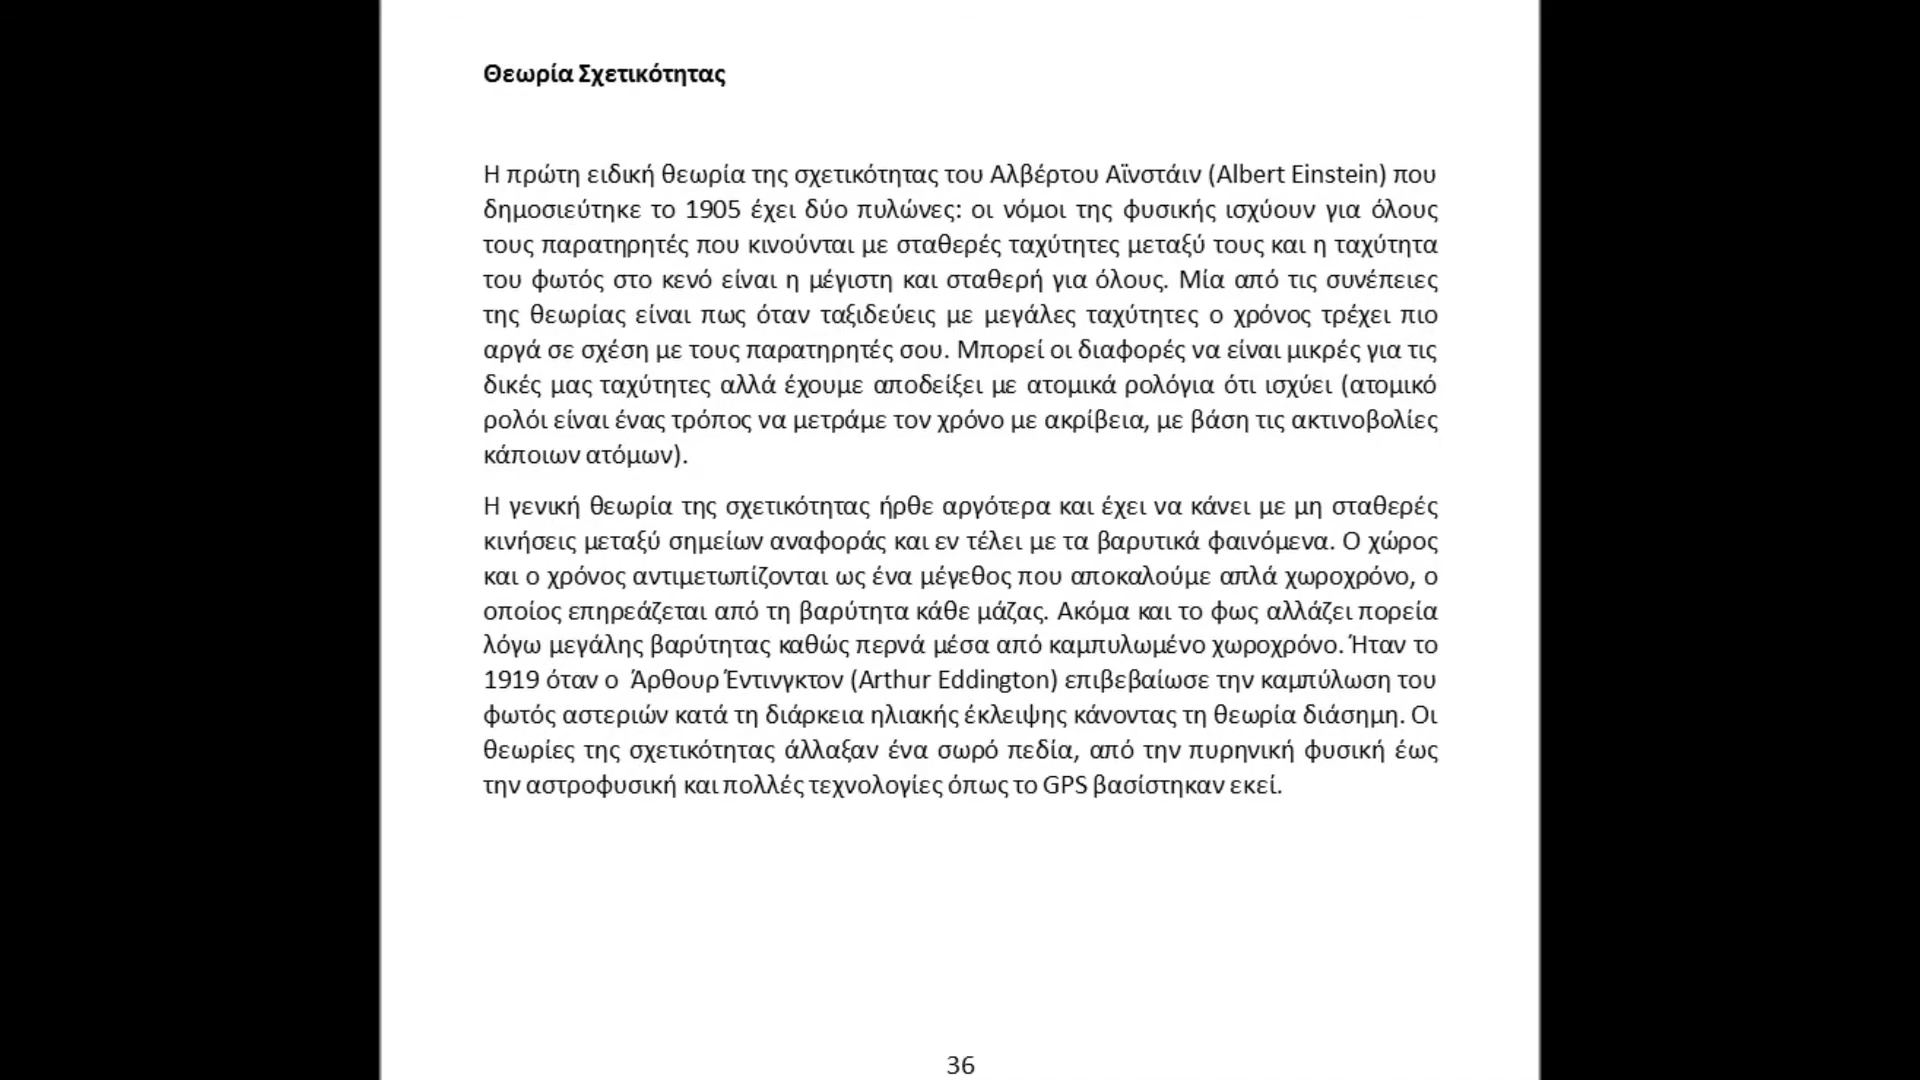 Θεωρία Σχετικότητας
Η πρώτη ειδική θεωρία της σχετικότητας του Αλβέρτου Αϊνστάιν (Albert Einstein) που
δημοσιεύτηκε το 1905 έχει δύο πυλώνες: οι νόμοι της φυσικής ισχύουν για όλους
τους παρατηρητές που κινούνται με σταθερές ταχύτητες μεταξύ τους και η ταχύτητα
του φωτός στο κενό είναι η μέγιστη και σταθερή για όλους. Μία από τις συνέπειες
της θεωρίας είναι πως όταν ταξιδεύεις με μεγάλες ταχύτητες ο χρόνος τρέχει πιο
αργά σε σχέση με τους παρατηρητές σου. Μπορεί οι διαφορές να είναι μικρές για τις
δικές μας ταχύτητες αλλά έχουμε αποδείξει με ατομικά ρολόγια ότι ισχύει (ατομικό
ρολόι είναι ένας τρόπος να μετράμε τον χρόνο με ακρίβεια, με βάση τις ακτινοβολίες
κάποιων ατόμων).
Η γενική θεωρία της σχετικότητας ήρθε αργότερα και έχει να κάνει με μη σταθερές
κινήσεις μεταξύ σημείων αναφοράς και εν τέλει με τα βαρυτικά φαινόμενα. Ο χώρος
και ο χρόνος αντιμετωπίζονται ως ένα μέγεθος που αποκαλούμε απλά χωροχρόνο, ο
οποίος επηρεάζεται από τη βαρύτητα κάθε μάζας. Ακόμα και το φως αλλάζει πορεία
λόγω μεγάλης βαρύτητας καθώς περνά μέσα από καμπυλωμένο χωροχρόνο. Ήταν το
1919 όταν ο Άρθουρ Έντινγκτον (Arthur Eddington) επιβεβαίωσε την καμπύλωση του
φωτός αστεριών κατά τη διάρκεια ηλιακής έκλειψης κάνοντας τη θεωρία διάσημη. Οι
θεωρίες της σχετικότητας άλλαξαν ένα σωρό πεδία, από την πυρηνική φυσική έως
την αστροφυσική και πολλές τεχνολογίες όπως το GPS βασίστηκαν εκεί.
36